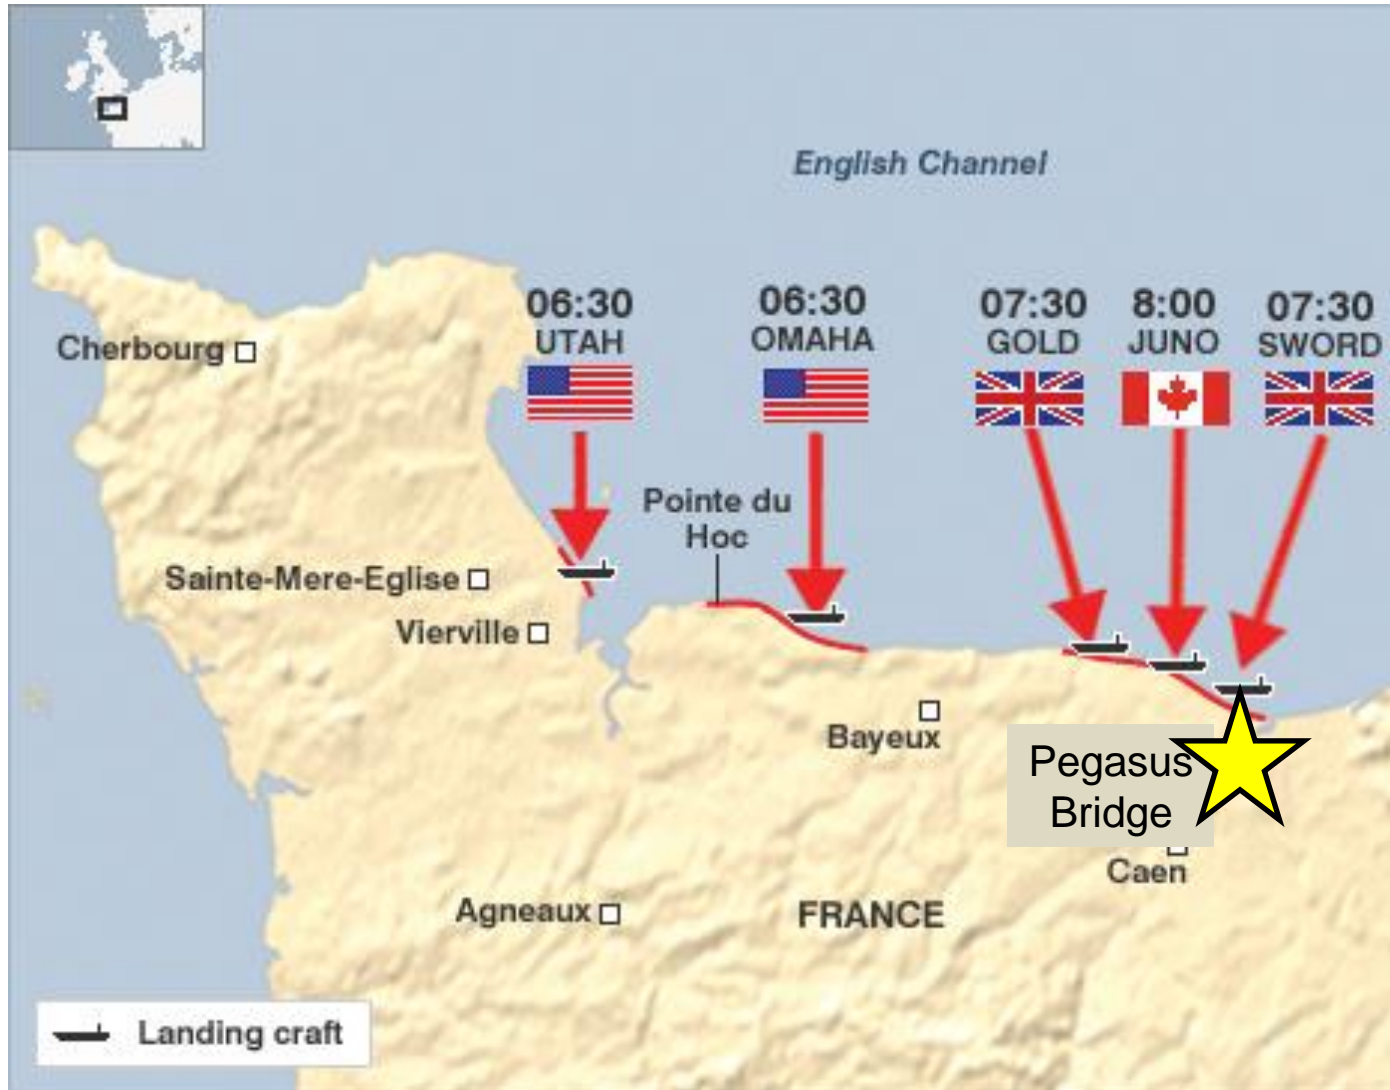 English Channel
06:30
UTAH
06:30
OMAHA
07:30
GOLD
8:00
JUNO
07:30
SWORD
Cherbourg
Pointe du
Hoc
Sainte-Mere-Eglise
Vierville
Bayeux
Pegasus
Bridge
Caen
Agneaux
FRANCE
Landing craft